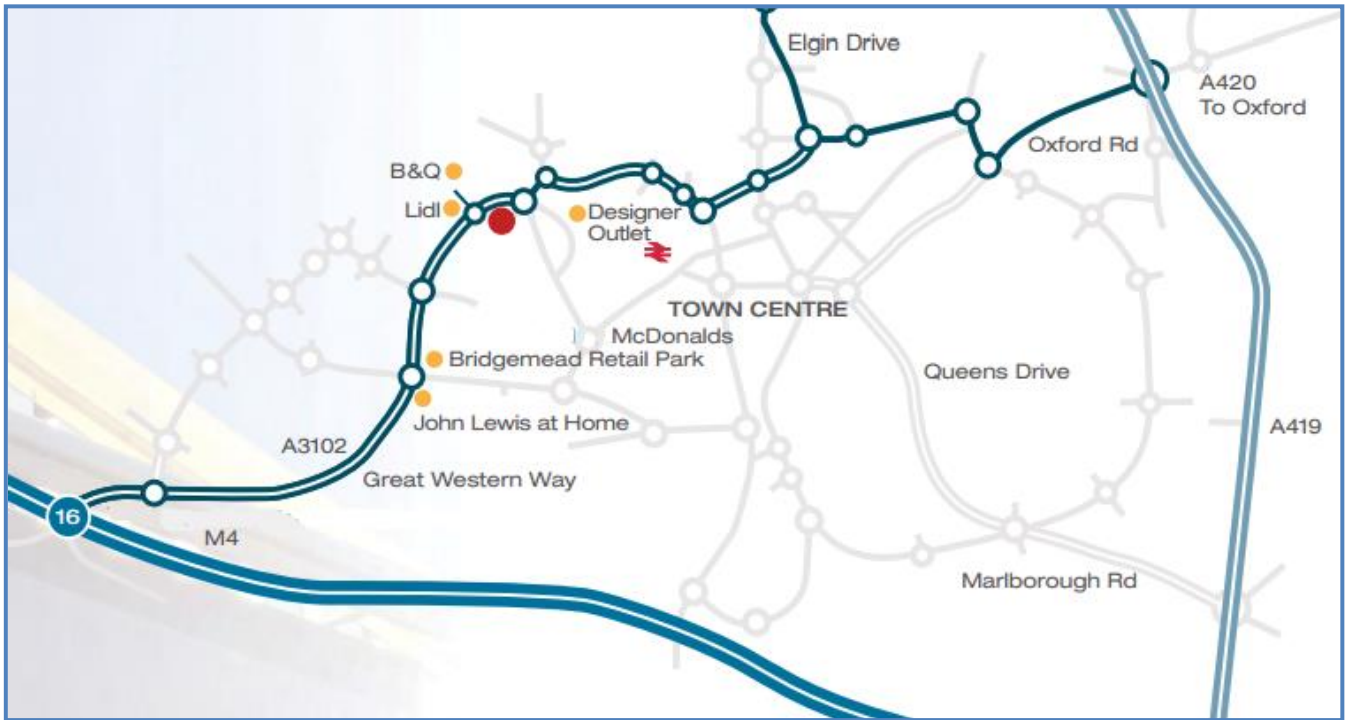 Elgin Drive
A420
To Oxford
Oxford Rd
B&Q
Lidl
Designer
Outlet
TOWN CENTRE
McDonalds
Bridgemead Retail Park
Queens Drive
John Lewis at Home
A419
A3102
Great Western Way
16
M4
Marlborough Rd